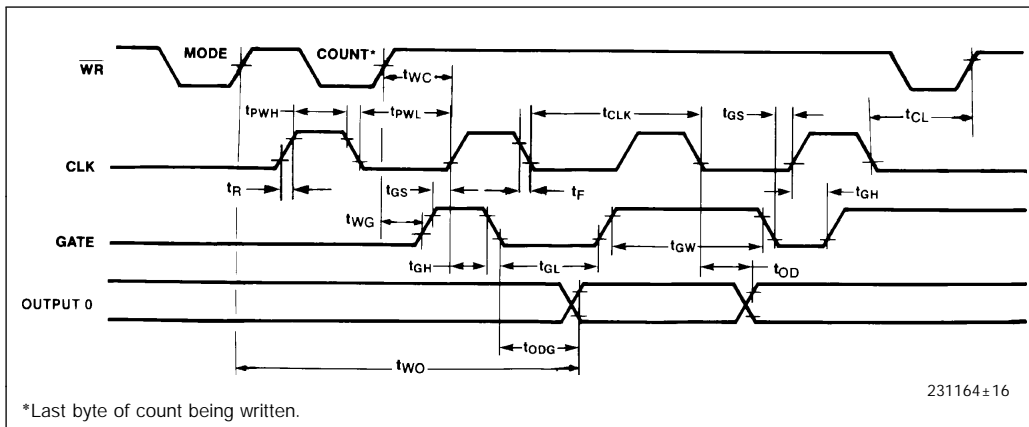 WR MODE COUNT*
tWC
tPWH tPWL tCLK tGS tCL
CLK
tR tGS tF tGH
tWG
GATE
tGH tGL tGW tOD
OUTPUT 0
tODG
tWO
231164±16
*Last byte of count being written.